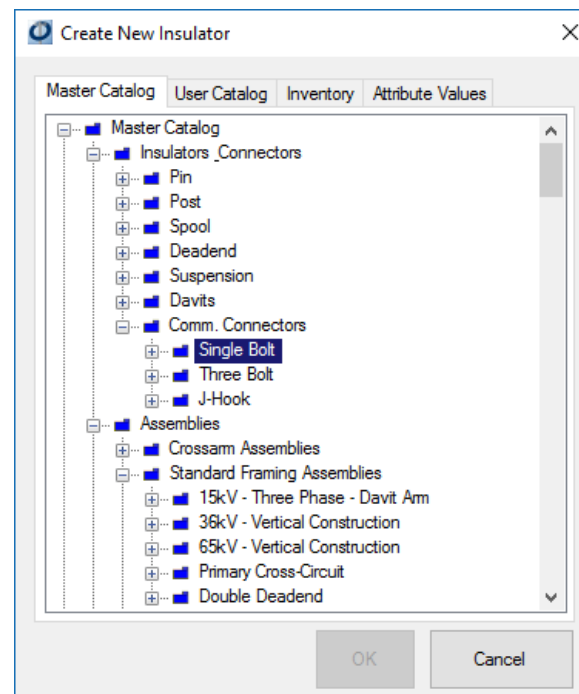 Create New Insulator
Master Catalog User Catalog Inventory Attribute Values
Master Catalog
Insulators _Connectors
Pin
Post
Spool
Deadend
Suspension
Davits
Comm. Connectors
Single Bolt
Three Bolt
J-Hook
Assemblies
Crossarm Assemblies
Standard Framing Assemblies
15kV - Three Phase - Davit Arm
36kV - Vertical Construction
65kV - Vertical Construction
Primary Cross-Circuit
Double Deadend
OK Cancel